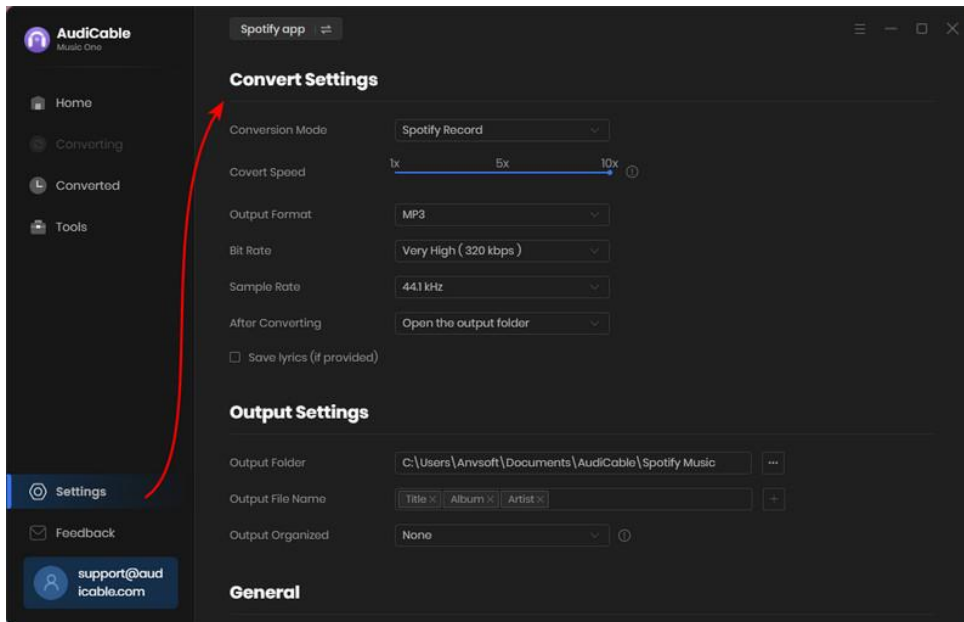 AudiCable
Music One
Home
Converting
Converted
Tools
Settings
Feedback
support@aud
icable.com
Spotify app
Convert Settings
Conversion Mode Spotify Record
1x 5x 10x
Covert Speed
Output Format MP3
Bit Rate Very High ( 320 kbps )
Sample Rate 44.1 kHz
After Converting Open the output folder
Save lyrics (if provided)
Output Settings
Output Folder C:\Users\Anvsoft\Documents\AudiCable\Spotify Music ...
Output File Name Title × Album × Artist × +
Output Organized None
General